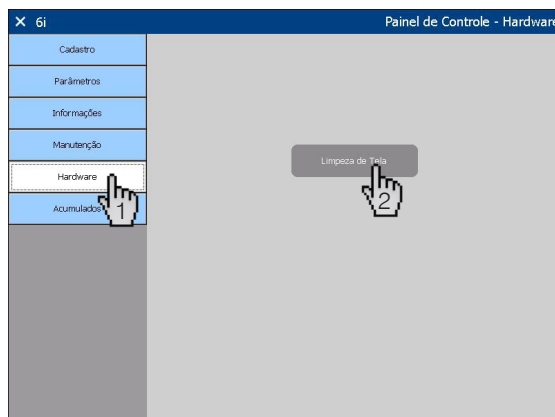 ✕ 6i Painel de Controle - Hardware
Cadastro
Parâmetros
Informações
Manutenção
Hardware
1
Limpeza de Tela
2
Acumulados